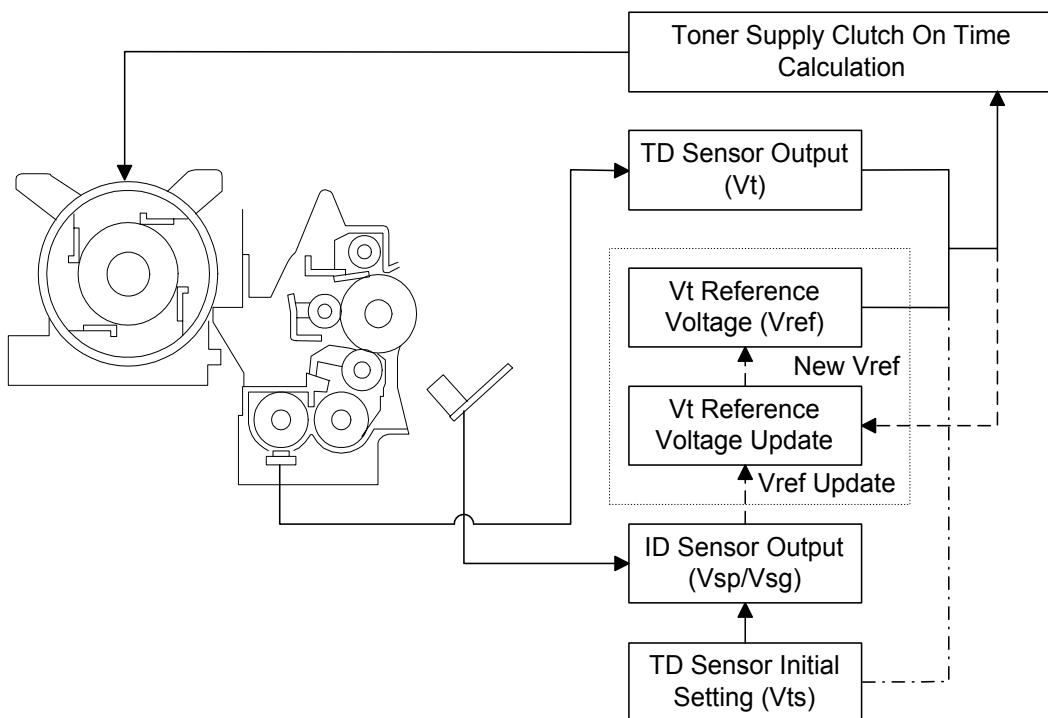 Toner Supply Clutch On Time
Calculation
TD Sensor Output
(Vt)
Vt Reference
Voltage (Vref)
New Vref
Vt Reference
Voltage Update
Vref Update
ID Sensor Output
(Vsp/Vsg)
TD Sensor Initial
Setting (Vts)